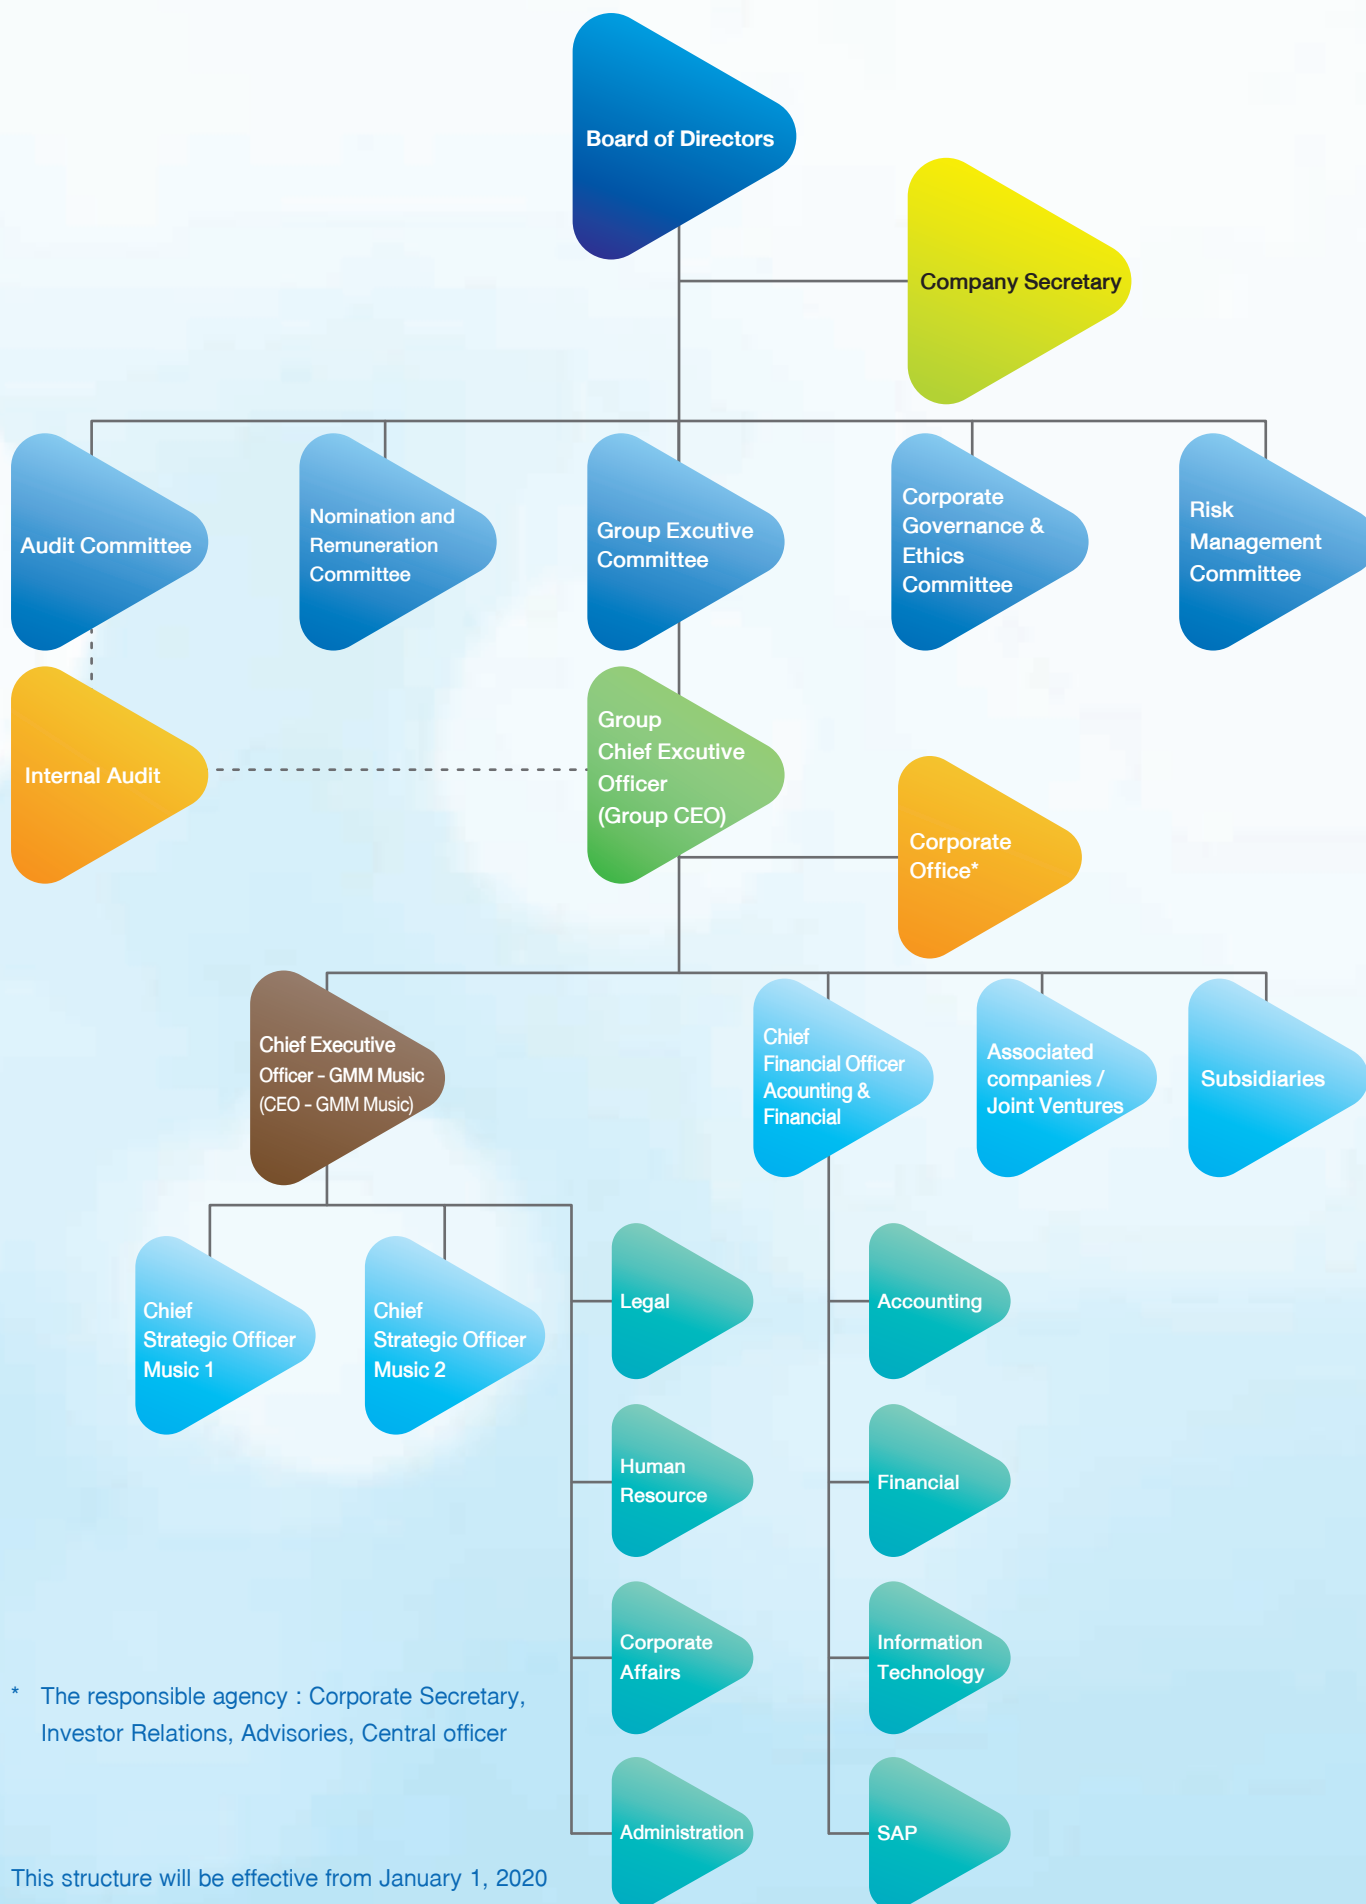 Board of Directors
Company Secretary
Audit Committee
Nomination and
Remuneration
Committee
Group Excutive
Committee
Corporate
Governance &
Ethics
Committee
Risk
Management
Committee
Internal Audit
Group
Chief Excutive
Officer
(Group CEO)
Corporate
Office*
Chief Executive
Officer - GMM Music
(CEO - GMM Music)
Chief
Financial Officer
Acounting &
Financial
Associated
companies /
Joint Ventures
Subsidiaries
Chief
Strategic Officer
Music 1
Chief
Strategic Officer
Music 2
Legal
Accounting
Human
Resource
Financial
Corporate
Affairs
Information
Technology
Administration
SAP
* The responsible agency : Corporate Secretary,
Investor Relations, Advisories, Central officer
This structure will be effective from January 1, 2020